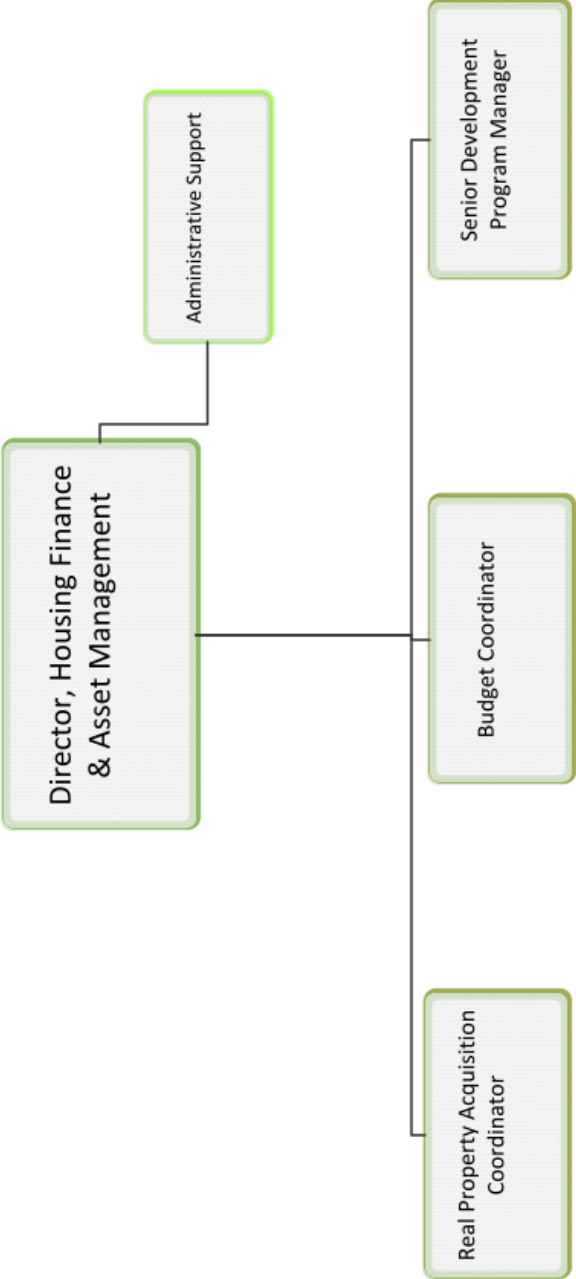 Director, Housing Finance
& Asset Management
Administrative Support
Real Property Acquisition
Coordinator
Budget Coordinator
Senior Development
Program Manager